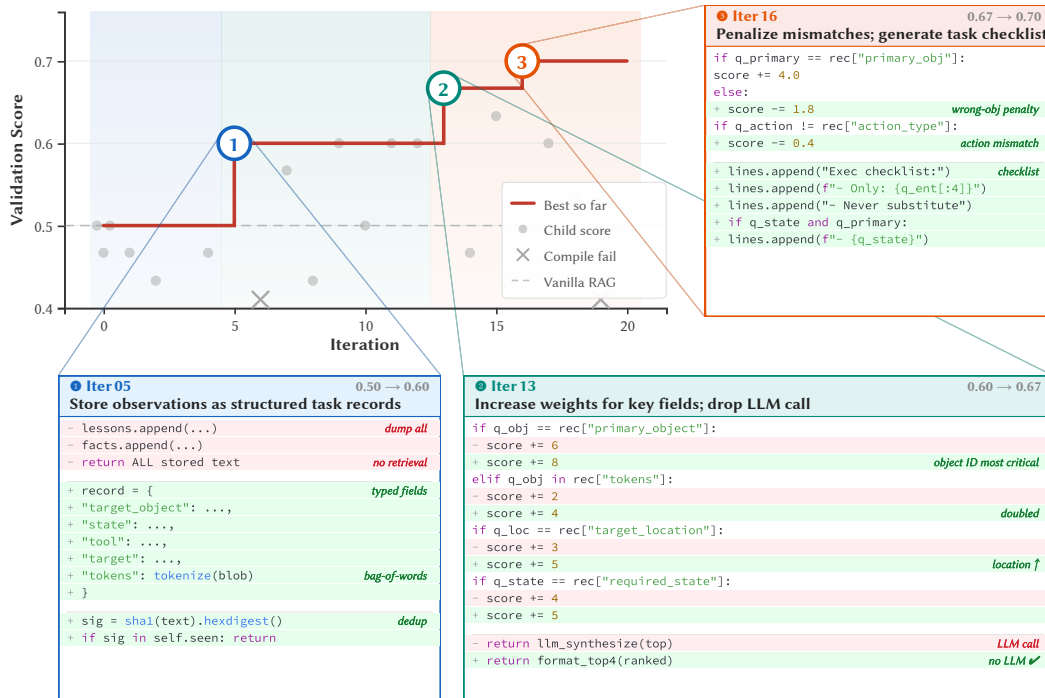 0.7
0.6
0.5
0.4
Validation Score
0
5
10
15
20
Iteration
1
2
3
Best so far
Child score
Compile fail
Vanilla RAG
❸ Iter 16 0.67 → 0.70
Penalize mismatches; generate task checklist
if q_primary == rec["primary_obj"]:
score += 4.0
else:
+ score -= 1.8 wrong-obj penalty
if q_action != rec["action_type"]:
+ score -= 0.4 action mismatch
+ lines.append("Exec checklist:") checklist
+ lines.append(f"- Only: {q_ent[:4]}")
+ lines.append("- Never substitute")
+ if q_state and q_primary:
+ lines.append(f"- {q_state}")
❶ Iter 05 0.50 → 0.60
Store observations as structured task records
- lessons.append(...) dump all
- facts.append(...)
- return ALL stored text no retrieval
+ record = { typed fields
+ "target_object": ...,
+ "state": ...,
+ "tool": ...,
+ "target": ...,
+ "tokens": tokenize(blob) bag-of-words
+ }
+ sig = sha1(text).hexdigest() dedup
+ if sig in self.seen: return
❷ Iter 13 0.60 → 0.67
Increase weights for key fields; drop LLM call
if q_obj == rec["primary_object"]:
- score += 6
+ score += 8 object ID most critical
elif q_obj in rec["tokens"]:
- score += 2
+ score += 4 doubled
if q_loc == rec["target_location"]:
- score += 3
+ score += 5 location ↑
if q_state == rec["required_state"]:
- score += 4
+ score += 5
- return llm_synthesize(top) LLM call
+ return format_top4(ranked) no LLM ✔